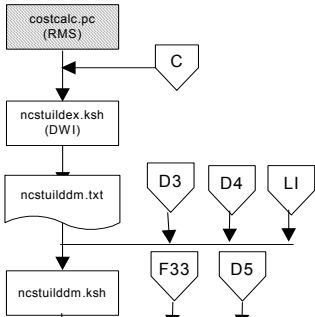 costcalc.pc
(RMS)
C
ncstuildex.ksh
(DWI)
ncstuilddm.txt
D3
D4
LI
F33
D5
ncstuilddm.ksh